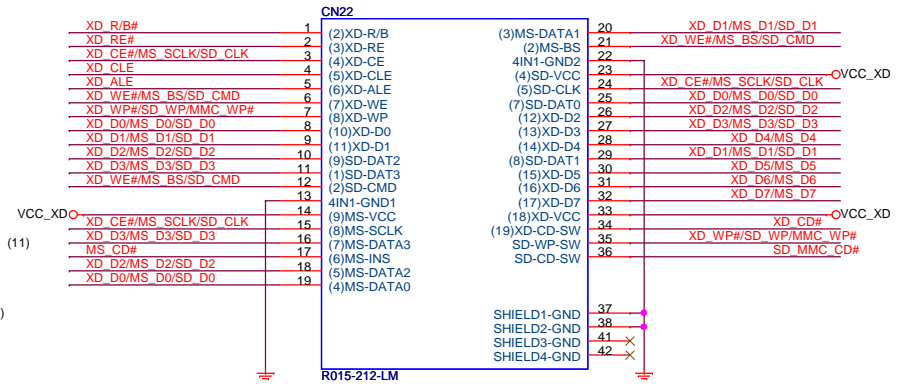 CN22
XD_R/B# 1 (2)XD-R/B
XD_RE# 2 (3)XD-RE
XD_CE#/MS_SCLK/SD_CLK 3 (4)XD-CE
XD_CLE 4 (5)XD-CLE
XD_ALE 5 (6)XD-ALE
XD_WE#/MS_BS/SD_CMD 6 (7)XD-WE
XD_WP#/SD_WP/MMC_WP# 7 (8)XD-WP
XD_D0/MS_D0/SD_D0 8 (10)XD-D0
XD_D1/MS_D1/SD_D1 9 (11)XD-D1
XD_D2/MS_D2/SD_D2 10 (9)SD-DAT2
XD_D3/MS_D3/SD_D3 11 (1)SD-DAT3
XD_WE#/MS_BS/SD_CMD 12 (2)SD-CMD
13 4IN1-GND1
VCC_XD 14 (9)MS-VCC
XD_CE#/MS_SCLK/SD_CLK 15 (8)MS-SCLK
(11) XD_D3/MS_D3/SD_D3 16 (7)MS-DATA3
MS_CD# 17 (6)MS-INS
XD_D2/MS_D2/SD_D2 18 (5)MS-DATA2
XD_D0/MS_D0/SD_D0 19 (4)MS-DATA0
)
(3)MS-DATA1 20 XD_D1/MS_D1/SD_D1
(2)MS-BS 21 XD_WE#/MS_BS/SD_CMD
4IN1-GND2 22
(4)SD-VCC 23 VCC_XD
(5)SD-CLK 24 XD_CE#/MS_SCLK/SD_CLK
(7)SD-DAT0 25 XD_D0/MS_D0/SD_D0
(12)XD-D2 26 XD_D2/MS_D2/SD_D2
(13)XD-D3 27 XD_D3/MS_D3/SD_D3
(14)XD-D4 28 XD_D4/MS_D4
(8)SD-DAT1 29 XD_D1/MS_D1/SD_D1
(15)XD-D5 30 XD_D5/MS_D5
(16)XD-D6 31 XD_D6/MS_D6
(17)XD-D7 32 XD_D7/MS_D7
(18)XD-VCC 33 VCC_XD
(19)XD-CD-SW 34 XD_CD#
SD-WP-SW 35 XD_WP#/SD_WP/MMC_WP#
SD-CD-SW 36 SD_MMC_CD#
SHIELD1-GND 37
SHIELD2-GND 38
SHIELD3-GND 41
SHIELD4-GND 42
R015-212-LM